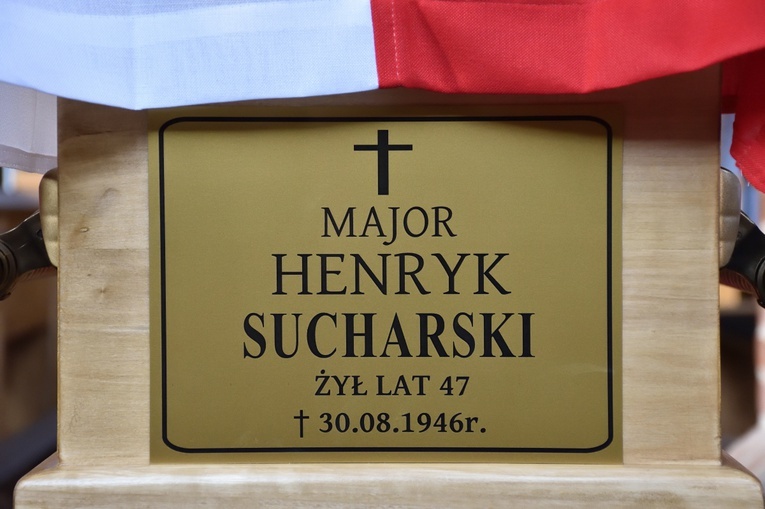 MAJOR
HENRYK
SUCHARSKI
ŻYŁ LAT 47
† 30.08.1946r.